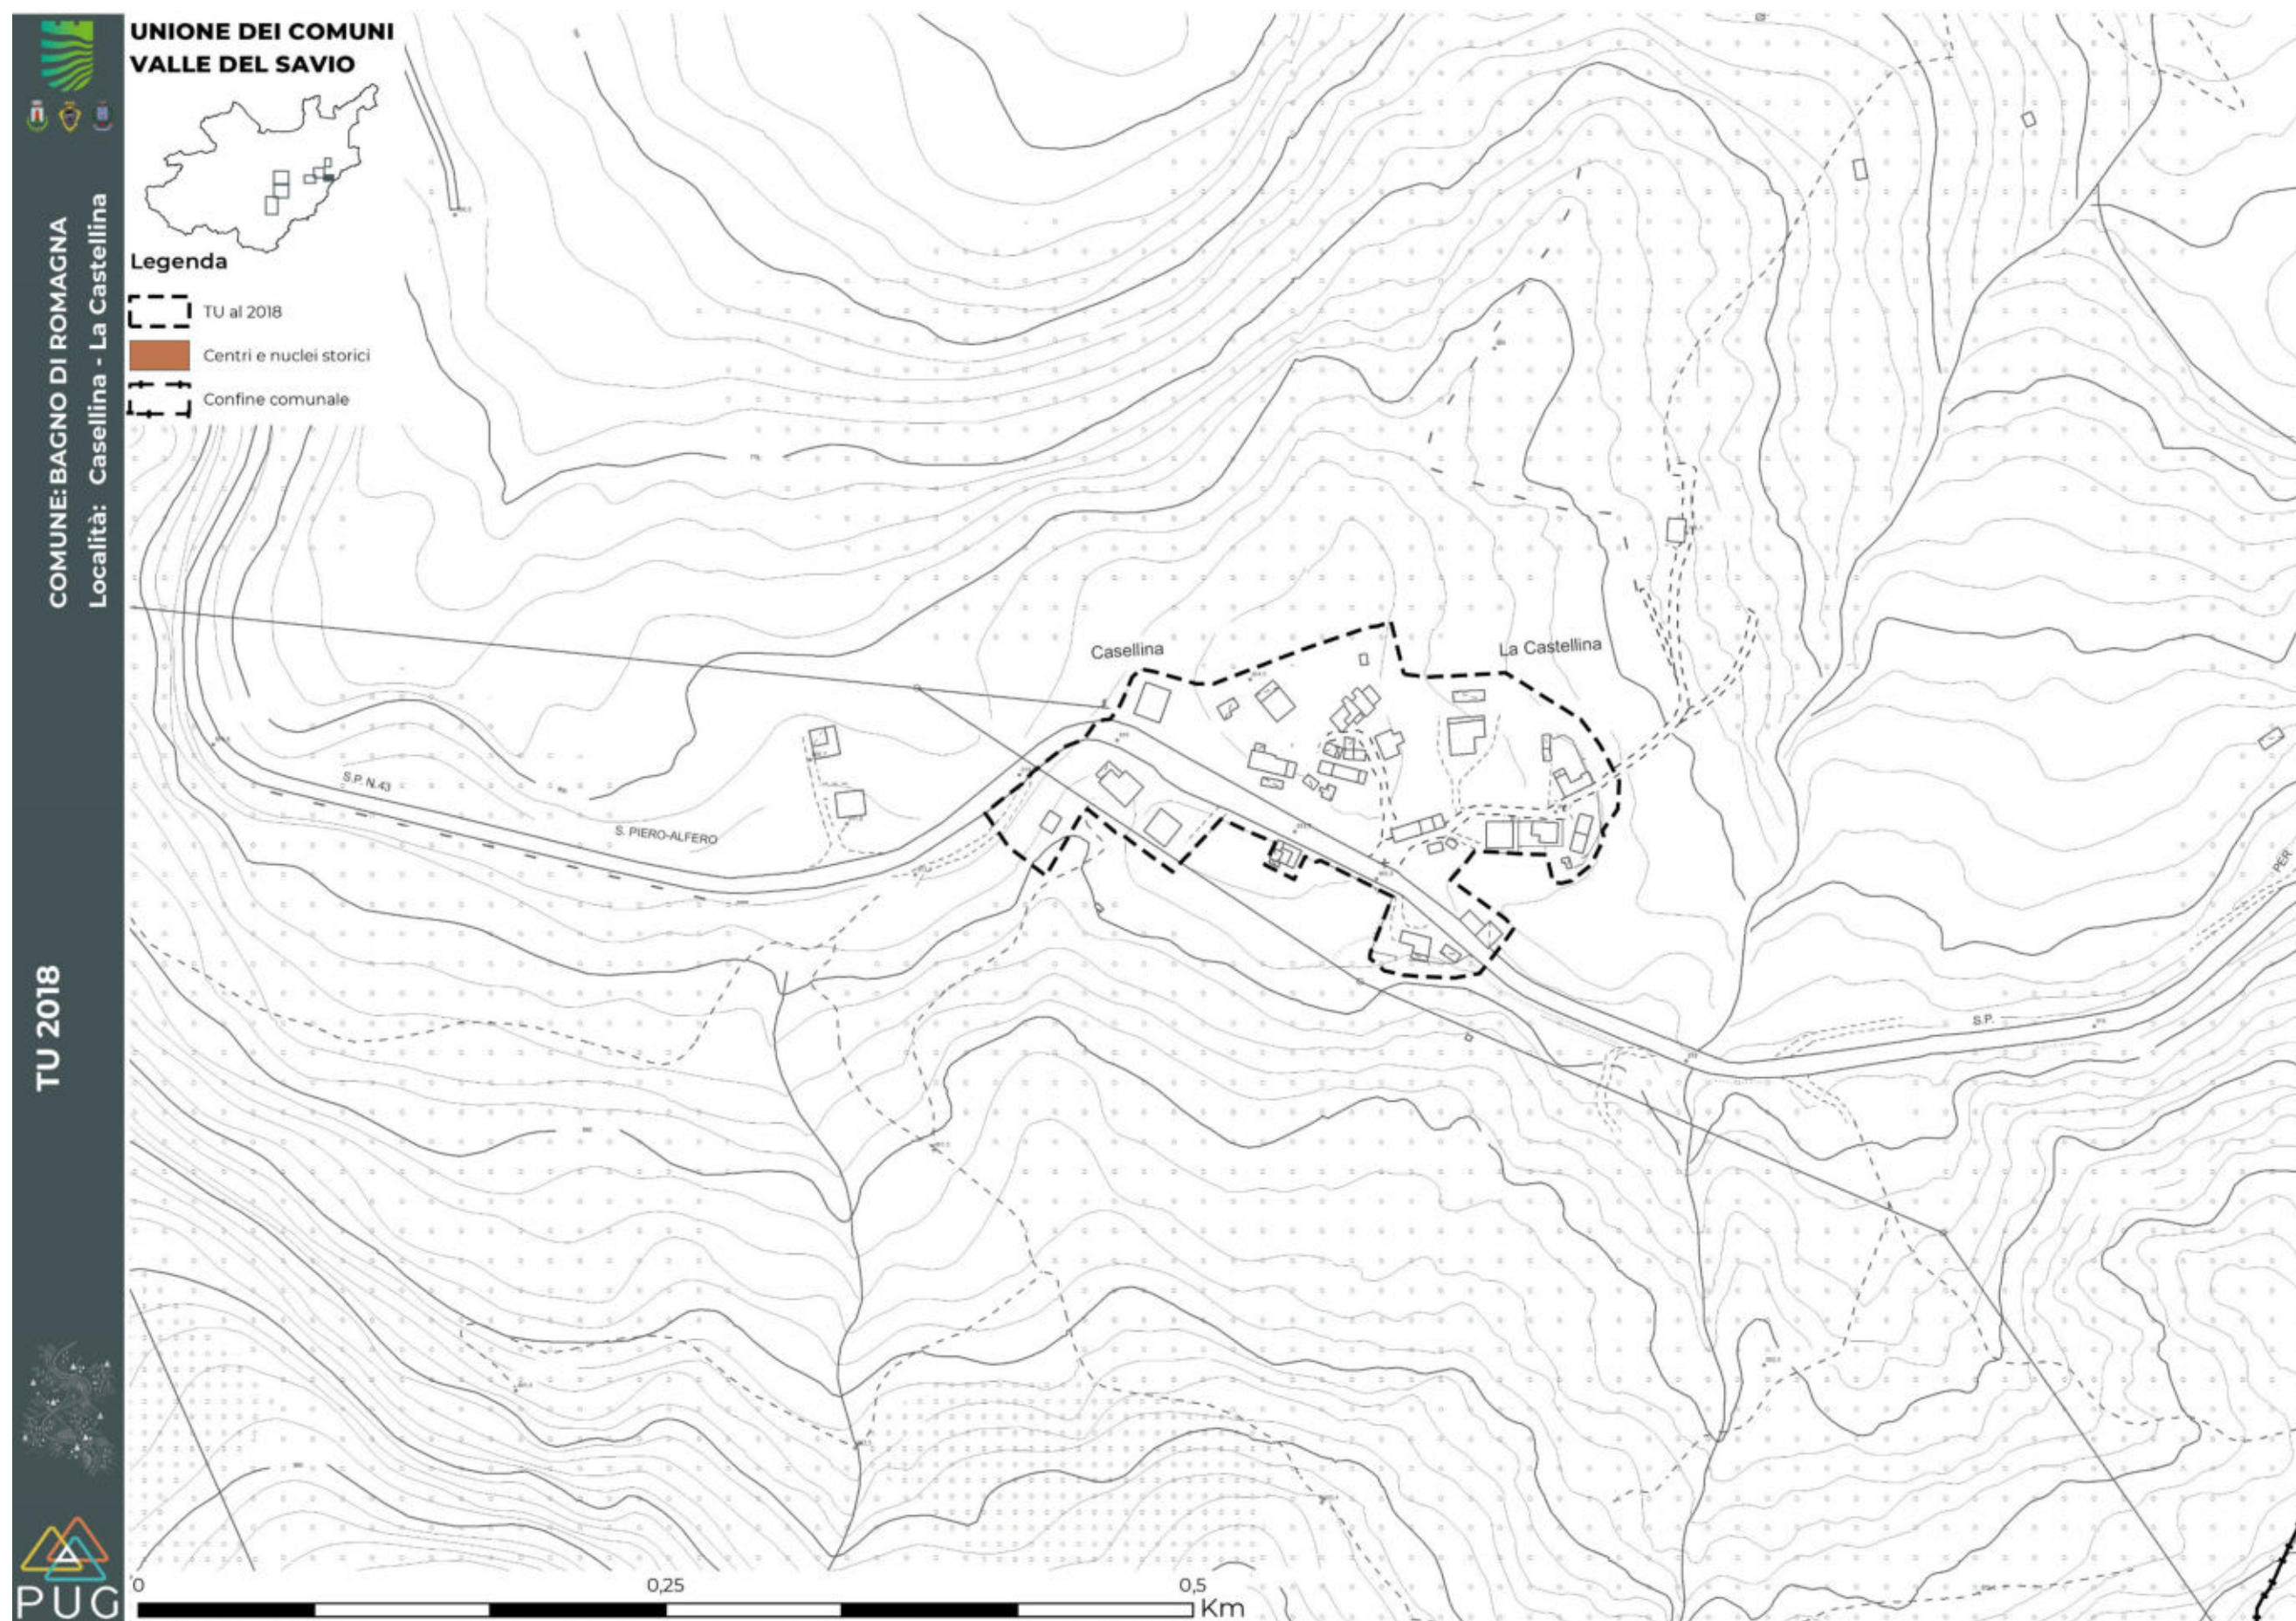 UNIONE DEI COMUNI
VALLE DEL SAVIO
Legenda
TU al 2018
Centri e nuclei storici
Confine comunale
COMUNE: BAGNO DI ROMAGNA
Località: Casellina - La Castellina
TU 2018
PUG
Casellina
La Castellina
S.P. N.43
S. PIERO-ALFERO
S.P.
PER
0
0,25
0,5
Km